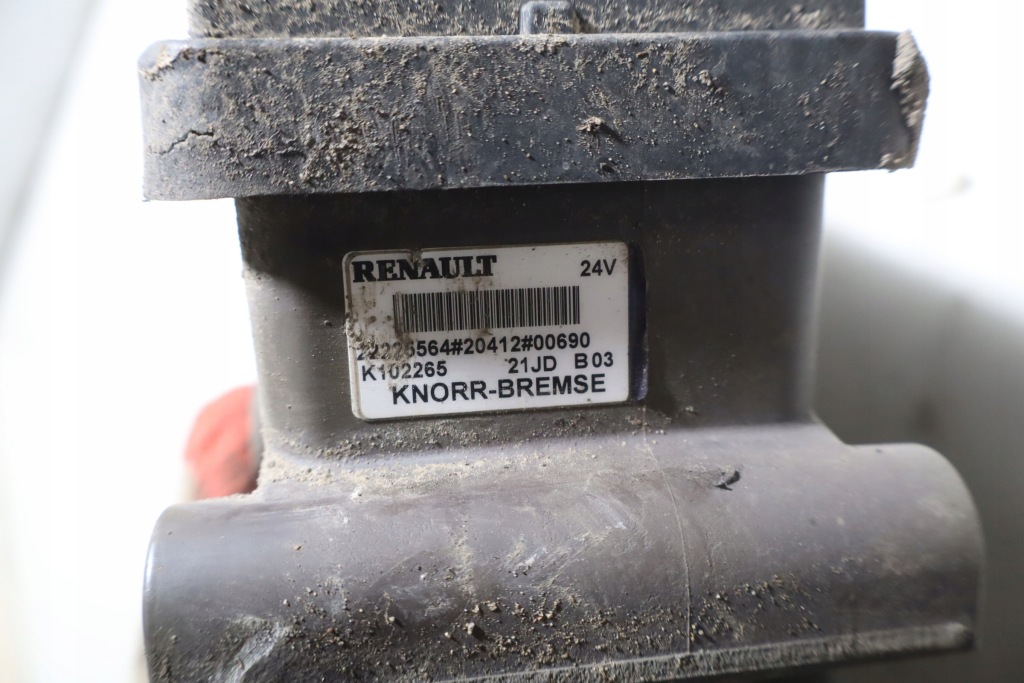 RENAULT 24V
22226564#20412#00690
K102265 21JD B03
KNORR-BREMSE